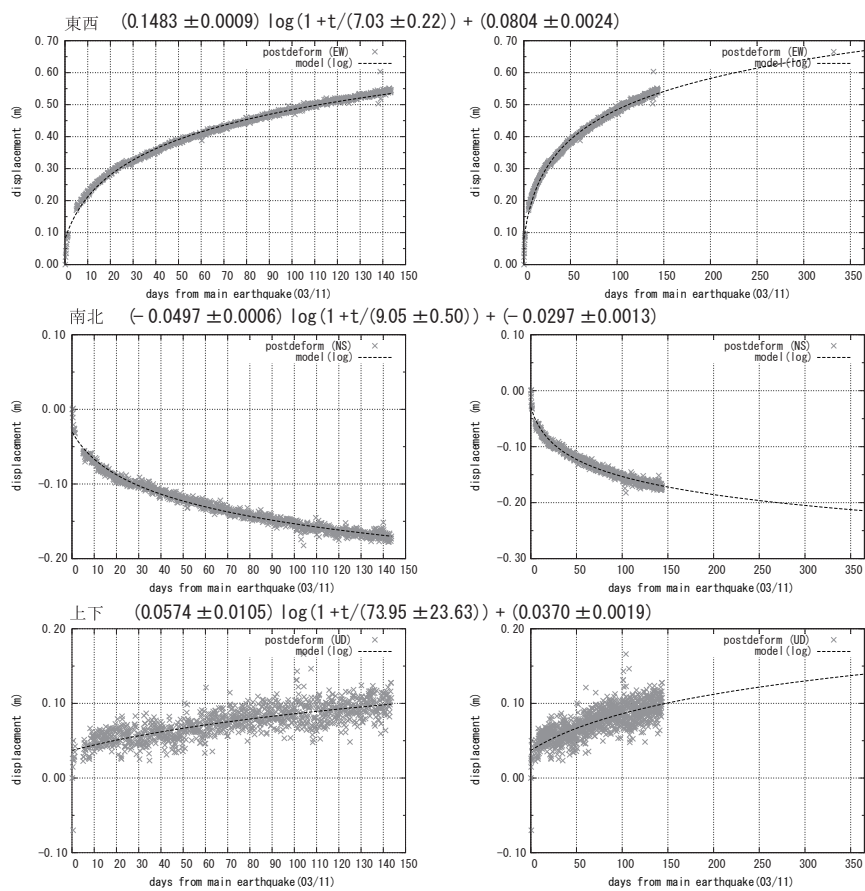 東西 (0.1483 ±0.0009) log(1+t/(7.03 ±0.22)) + (0.0804 ±0.0024)
0.70
0.60
0.50
0.40
0.30
0.20
0.10
0.00
displacement (m)
postdeform (EW)
model(log)
0 10 20 30 40 50 60 70 80 90 100 110 120 130 140 150
days from main earthquake(03/11)
0.70
0.60
0.50
0.40
0.30
0.20
0.10
0.00
displacement (m)
postdeform (EW)
model(log)
0 50 100 150 200 250 300 350
days from main earthquake(03/11)
南北 (−0.0497 ±0.0006) log(1+t/(9.05 ±0.50)) + (−0.0297 ±0.0013)
0.10
0.00
-0.10
-0.20
displacement (m)
postdeform (NS)
model(log)
0 10 20 30 40 50 60 70 80 90 100 110 120 130 140 150
days from main earthquake(03/11)
0.10
0.00
-0.10
-0.20
-0.30
displacement (m)
postdeform (NS)
model(log)
0 50 100 150 200 250 300 350
days from main earthquake(03/11)
上下 (0.0574 ±0.0105) log(1+t/(73.95 ±23.63)) + (0.0370 ±0.0019)
0.20
0.10
0.00
-0.10
displacement (m)
postdeform (UD)
model(log)
0 10 20 30 40 50 60 70 80 90 100 110 120 130 140 150
days from main earthquake(03/11)
0.20
0.10
0.00
-0.10
displacement (m)
postdeform (UD)
model(log)
0 50 100 150 200 250 300 350
days from main earthquake(03/11)